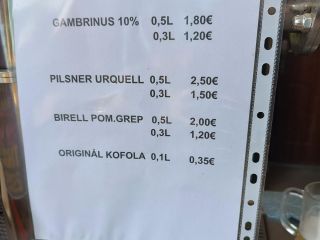 GAMBRINUS 10% 0,5L 1,80€
0,3L 1,20€
PILSNER URQUELL 0,5L 2,50€
0,3L 1,50€
BIRELL POM.GREP 0,5L 2,00€
0,3L 1,20€
ORIGINÁL KOFOLA 0,1L 0,35€